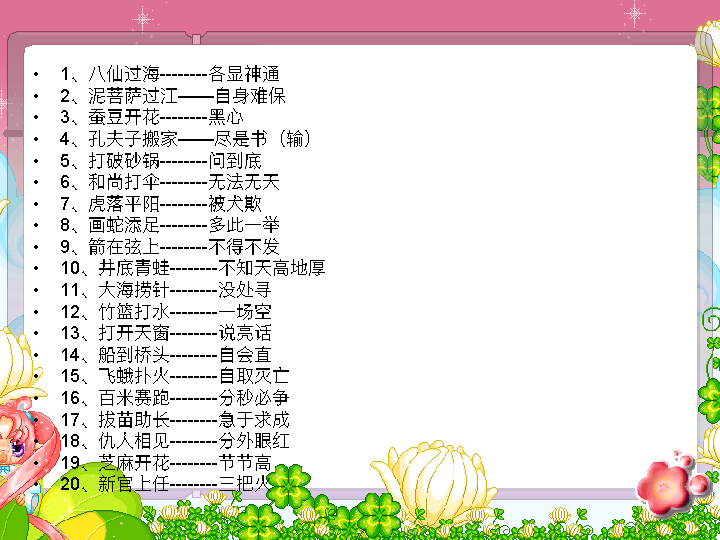 • 1、八仙过海--------各显神通
• 2、泥菩萨过江——自身难保
• 3、蚕豆开花--------黑心
• 4、孔夫子搬家——尽是书（输）
• 5、打破砂锅--------问到底
• 6、和尚打伞--------无法无天
• 7、虎落平阳--------被犬欺
• 8、画蛇添足--------多此一举
• 9、箭在弦上--------不得不发
• 10、井底青蛙--------不知天高地厚
• 11、大海捞针--------没处寻
• 12、竹篮打水--------一场空
• 13、打开天窗--------说亮话
• 14、船到桥头--------自会直
• 15、飞蛾扑火--------自取灭亡
• 16、百米赛跑--------分秒必争
• 17、拔苗助长--------急于求成
• 18、仇人相见--------分外眼红
• 19、芝麻开花--------节节高
• 20、新官上任--------三把火